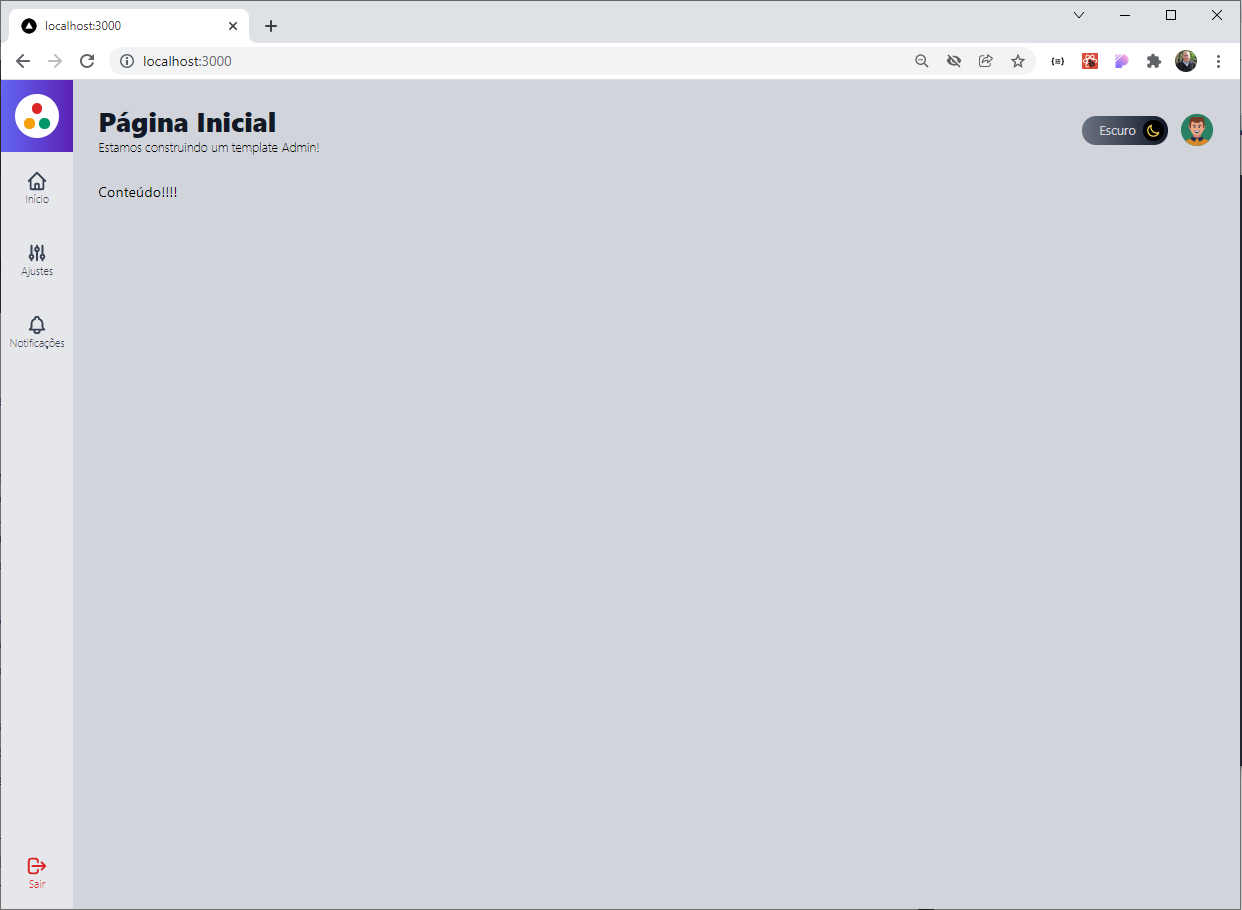 localhost:3000
localhost:3000
Página Inicial
Estamos construindo um template Admin!
Escuro
Conteúdo!!!!
Início
Ajustes
Notificações
Sair